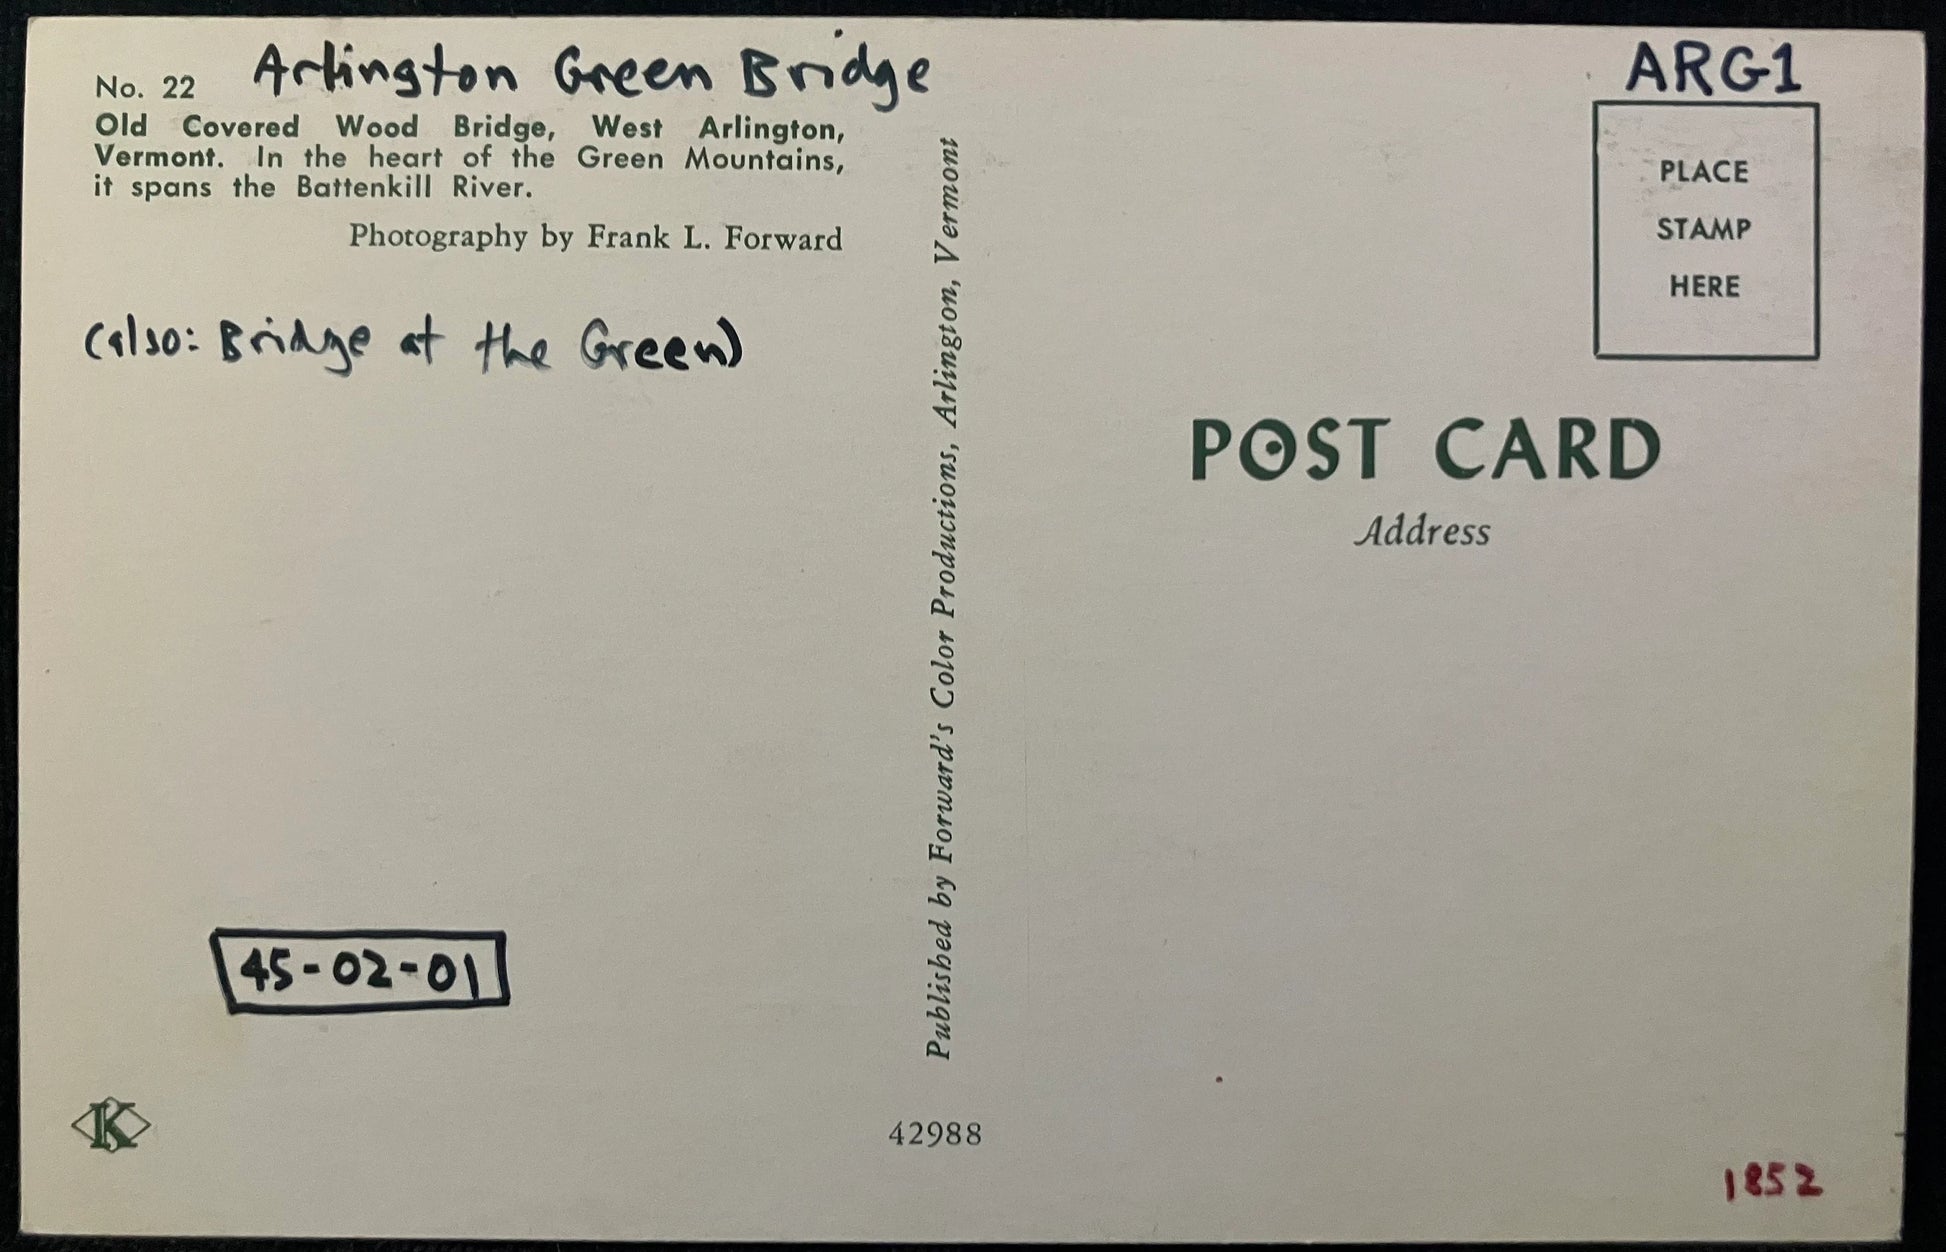 No. 22 Arlington Green Bridge
Old Covered Wood Bridge, West Arlington,
Vermont. In the heart of the Green Mountains,
it spans the Battenkill River.
Photography by Frank L. Forward
(also: Bridge at the Green)
45-02-01
K
Published by Forward's Color Productions, Arlington, Vermont
42988
ARG1
PLACE
STAMP
HERE
POST CARD
Address
1852